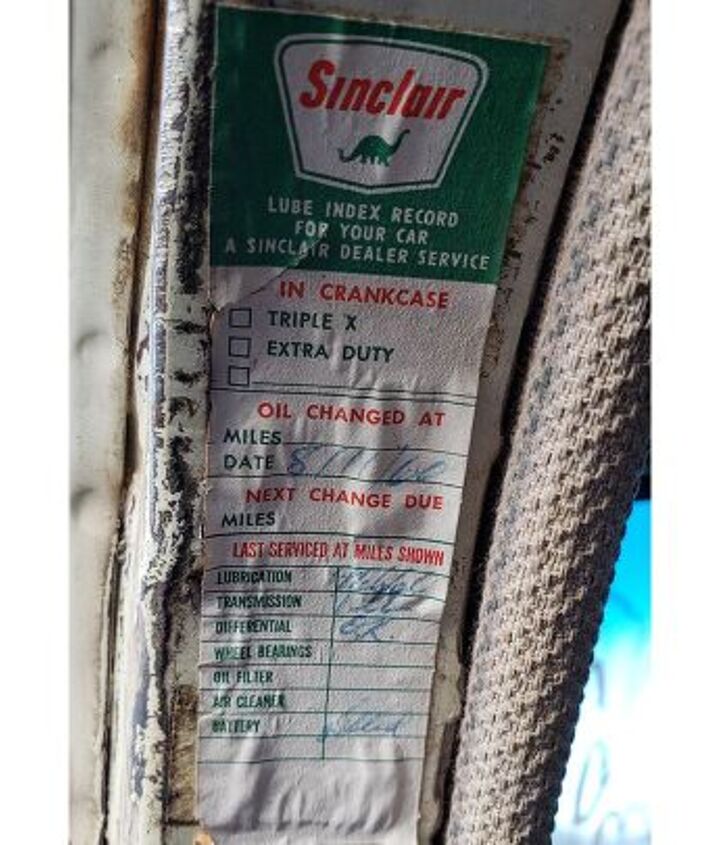 Sinclair
LUBE INDEX RECORD
FOR YOUR CAR
A SINCLAIR DEALER SERVICE
IN CRANKCASE
TRIPLE X
EXTRA DUTY
OIL CHANGED AT
MILES
DATE
NEXT CHANGE DUE
MILES
LAST SERVICED AT MILES SHOWN
LUBRICATION
TRANSMISSION
DIFFERENTIAL OK.
WHEEL BEARINGS
OIL FILTER
AIR CLEANER
BATTERY